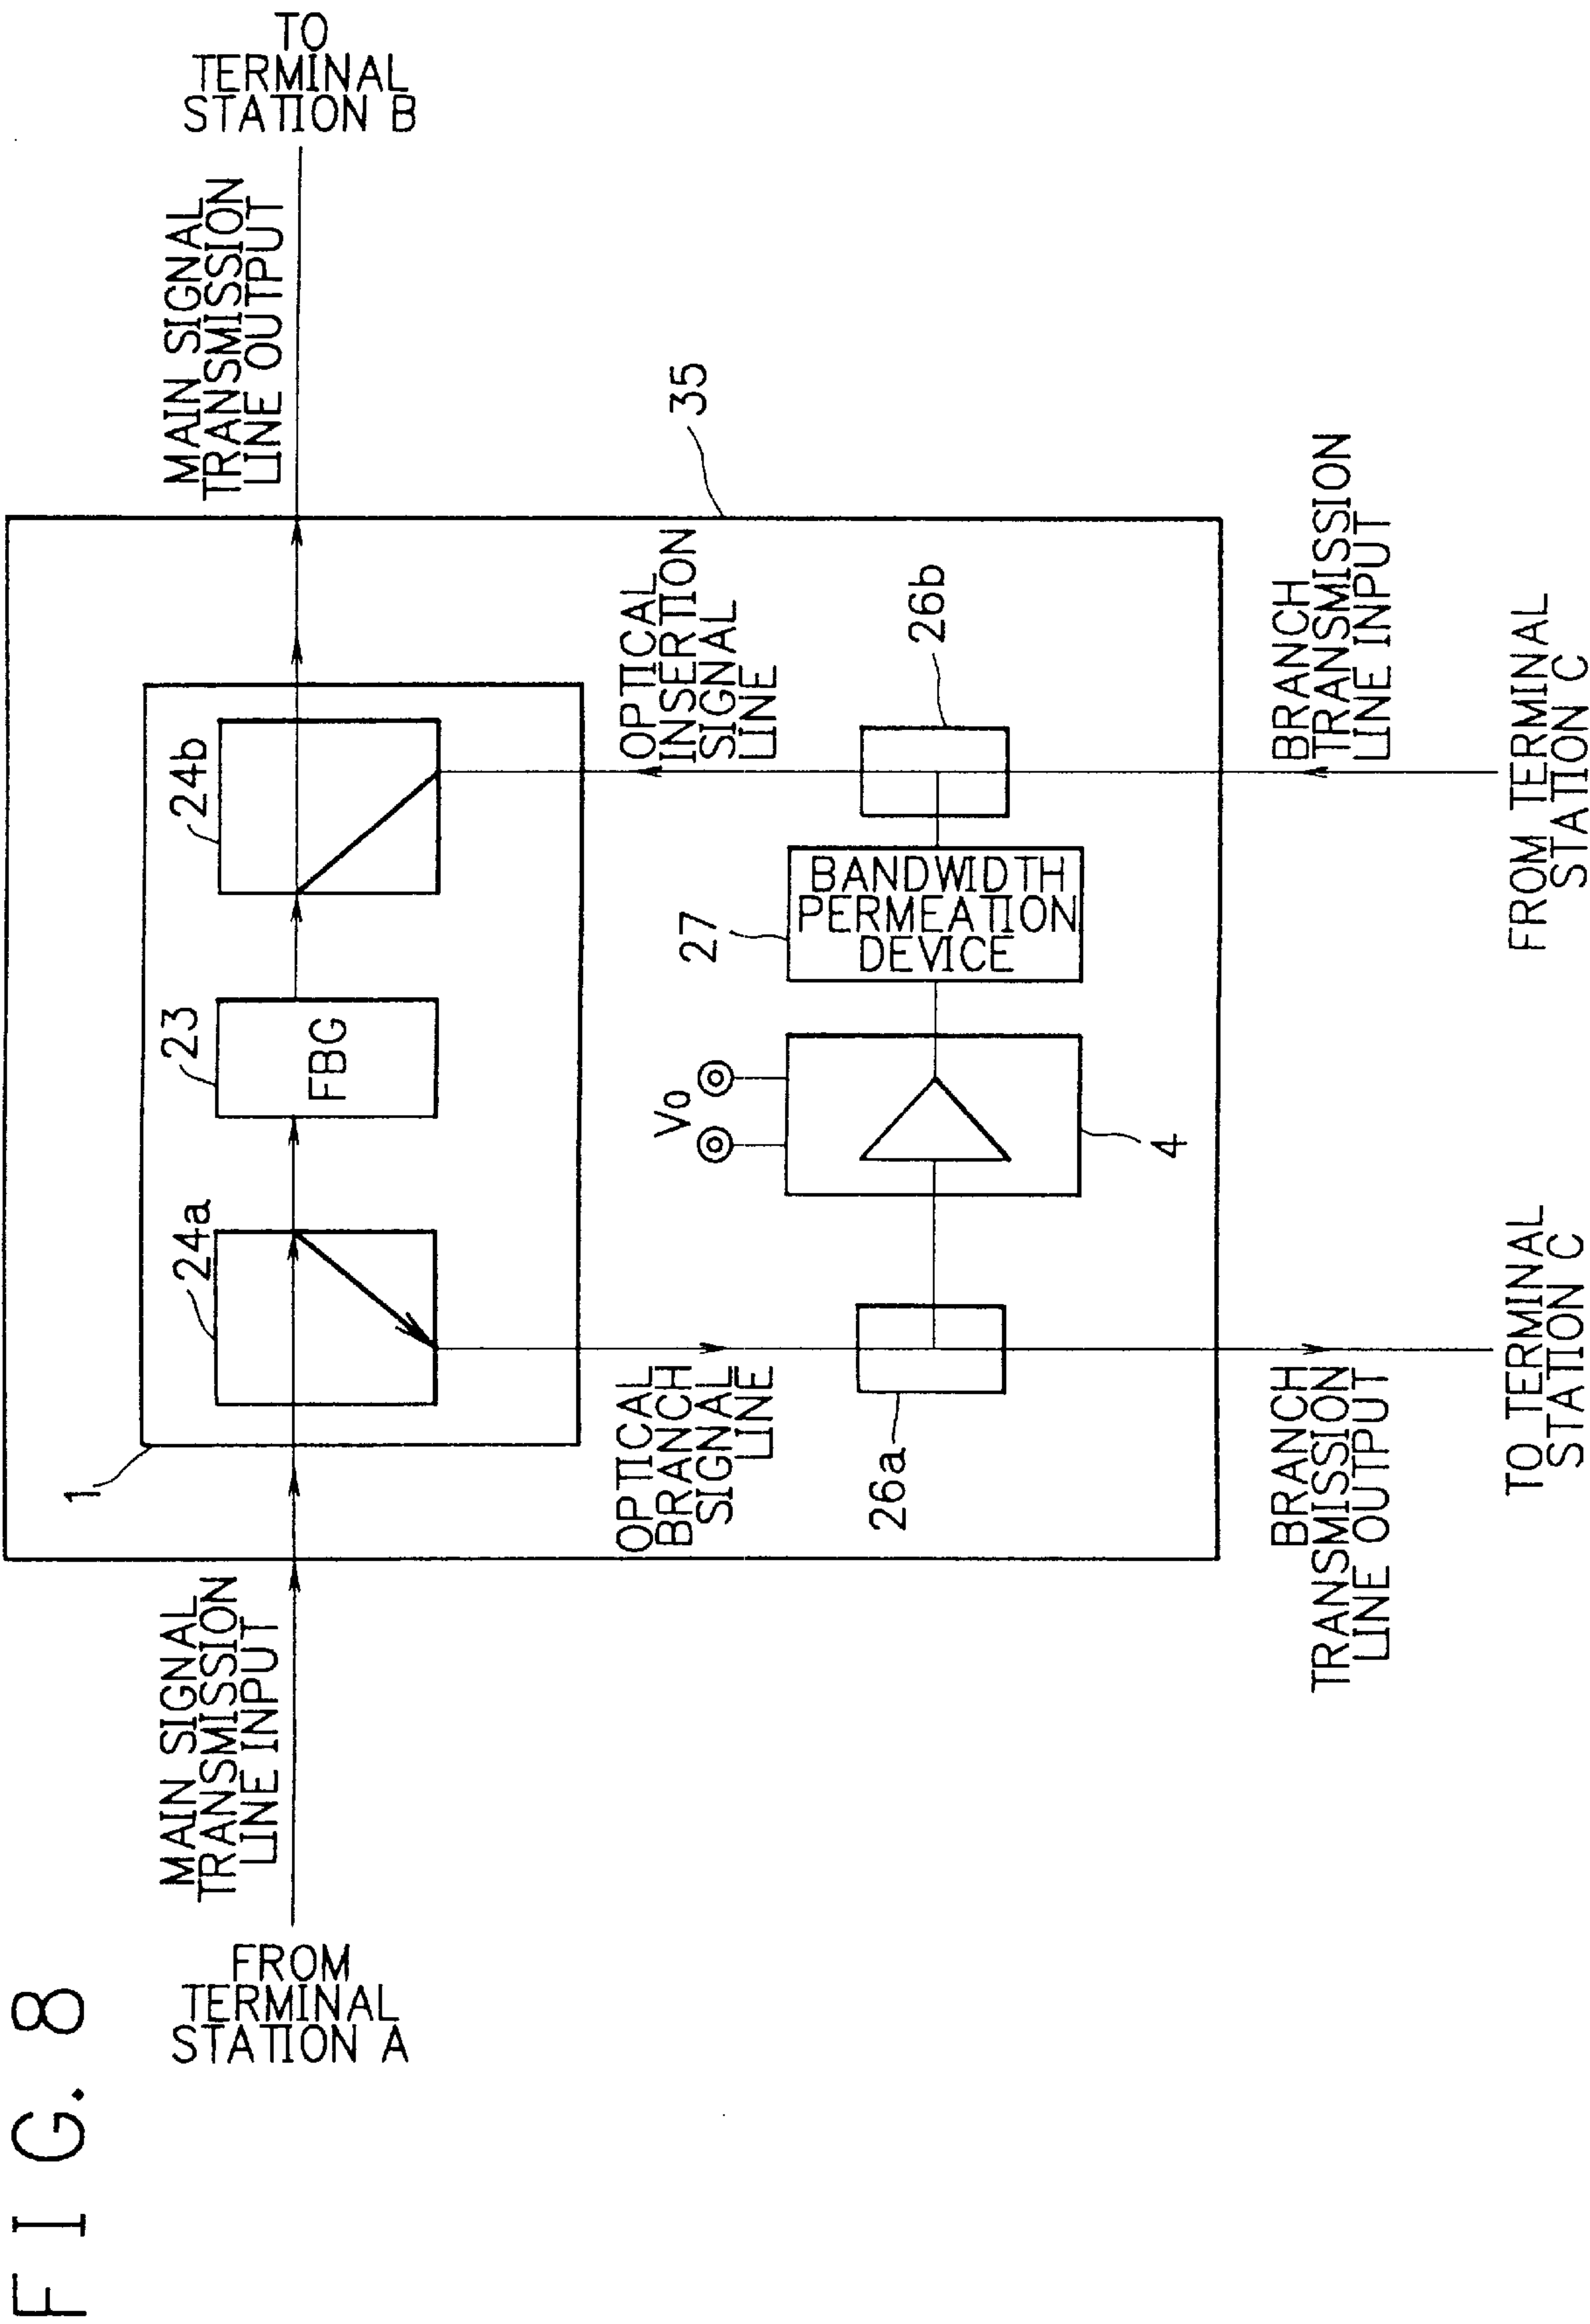 FIG. 8
FROM
TERMINAL
STATION A
MAIN SIGNAL
TRANSMISSION
LINE INPUT
1
24a
23
FBG
24b
MAIN SIGNAL
TRANSMISSION
LINE OUTPUT
TO
TERMINAL
STATION B
35
OPTICAL
BRANCH
SIGNAL
LINE
V0
27
OPTICAL
INSERTION
SIGNAL
LINE
26a
4
BANDWIDTH
PERMEATION
DEVICE
26b
BRANCH
TRANSMISSION
LINE OUTPUT
BRANCH
TRANSMISSION
LINE INPUT
TO TERMINAL
STATION C
FROM TERMINAL
STATION C